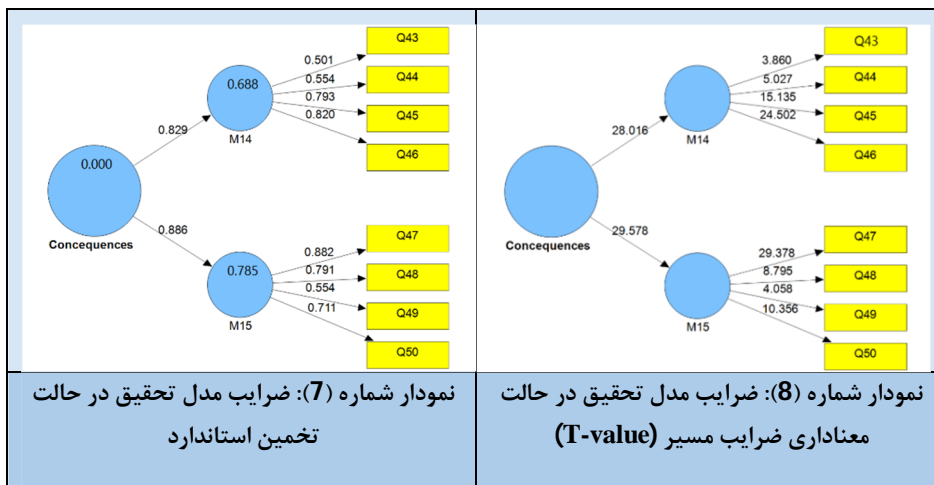 Q43
0.501
0.688
0.554
Q44
0.793
Q45
0.820
0.829
M14
Q46
0.000
Concequences
0.886
Q47
0.882
0.785
0.791
Q48
0.554
0.711
Q49
M15
Q50
نمودار شماره (7): ضرایب مدل تحقیق در حالت
تخمین استاندارد
Q43
3.860
5.027
Q44
15.135
Q45
24.502
28.016
M14
Q46
Concequences
29.578
Q47
29.378
8.795
Q48
4.058
10.356
Q49
M15
Q50
نمودار شماره (8): ضرایب مدل تحقیق در حالت
معناداری ضرایب مسیر (T-value)